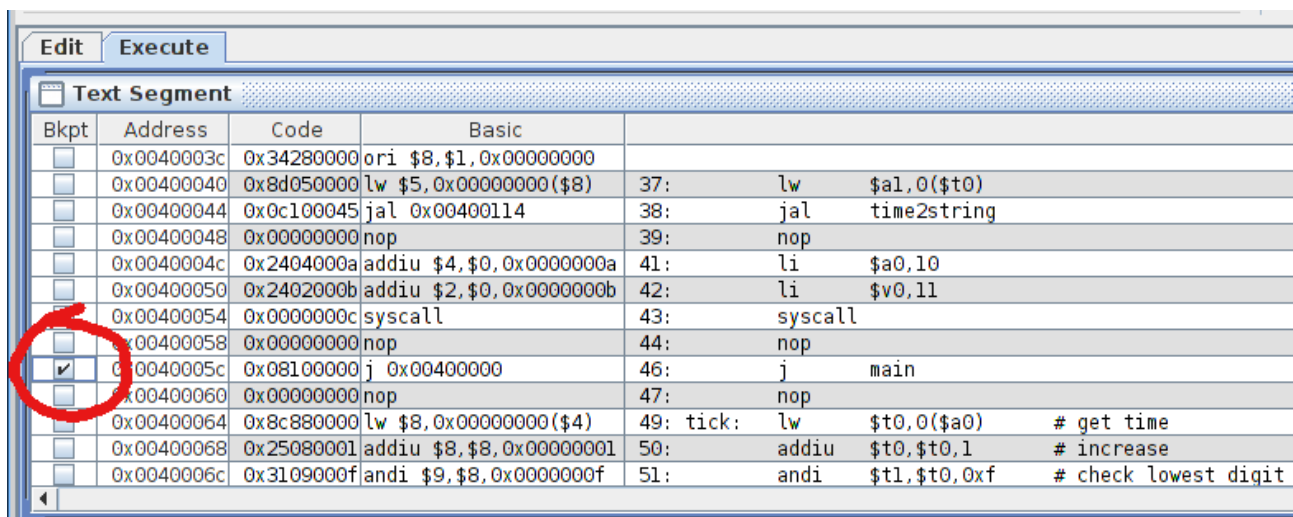 Edit Execute
Text Segment
Bkpt Address Code Basic
0x0040003c 0x34280000 ori $8,$1,0x00000000
0x00400040 0x8d050000 lw $5,0x00000000($8) 37: lw $a1,0($t0)
0x00400044 0x0c100045 jal 0x00400114 38: jal time2string
0x00400048 0x00000000 nop 39: nop
0x0040004c 0x2404000a addiu $4,$0,0x0000000a 41: li $a0,10
0x00400050 0x2402000b addiu $2,$0,0x0000000b 42: li $v0,11
0x00400054 0x0000000c syscall 43: syscall
0x00400058 0x00000000 nop 44: nop
0x0040005c 0x08100000 j 0x00400000 46: j main
0x00400060 0x00000000 nop 47: nop
0x00400064 0x8c880000 lw $8,0x00000000($4) 49: tick: lw $t0,0($a0) # get time
0x00400068 0x25080001 addiu $8,$8,0x00000001 50: addiu $t0,$t0,1 # increase
0x0040006c 0x3109000f andi $9,$8,0x0000000f 51: andi $t1,$t0,0xf # check lowest digit